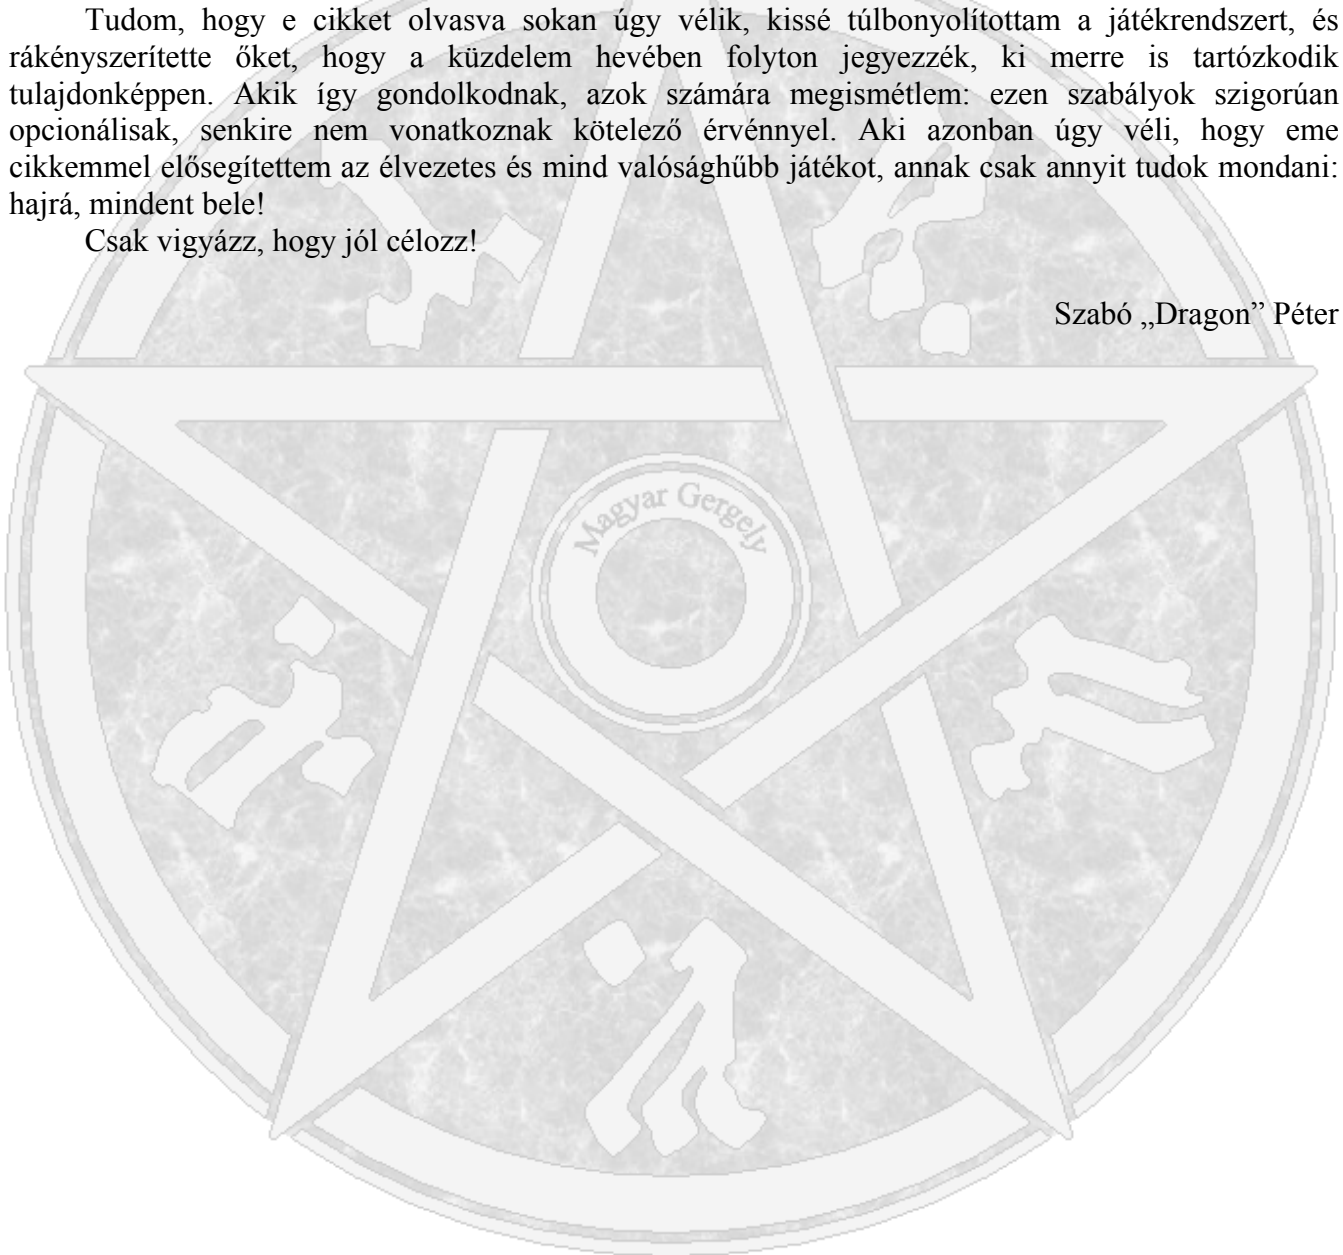 Tudom, hogy e cikket olvasva sokan úgy vélik, kissé túlbonyolítottam a játékrendszert, és
rákényszerítette őket, hogy a küzdelem hevében folyton jegyezzék, ki merre is tartózkodik
tulajdonképpen. Akik így gondolkodnak, azok számára megismétlem: ezen szabályok szigorúan
opcionálisak, senkire nem vonatkoznak kötelező érvénnyel. Aki azonban úgy véli, hogy eme
cikkemmel elősegítettem az élvezetes és mind valósághűbb játékot, annak csak annyit tudok mondani:
hajrá, mindent bele!
Csak vigyázz, hogy jól célozz!
Szabó „Dragon” Péter
Magyar Gergely